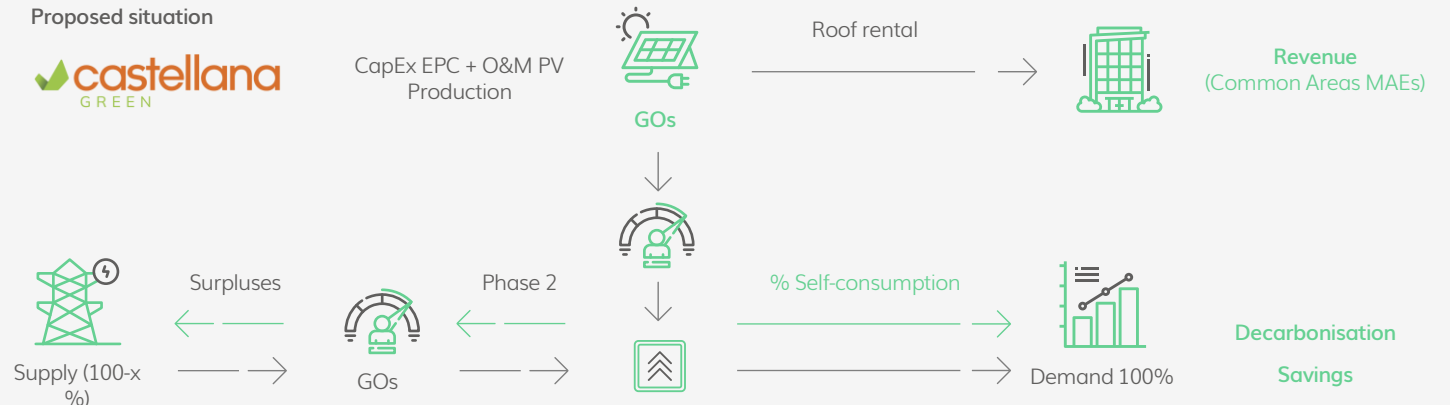 Proposed situation
castellana
GREEN
CapEx EPC + O&M PV
Production
GOs
Roof rental
Revenue
(Common Areas MAEs)
Surpluses
Phase 2
% Self-consumption
Supply (100-x
%)
GOs
Demand 100%
Decarbonisation
Savings